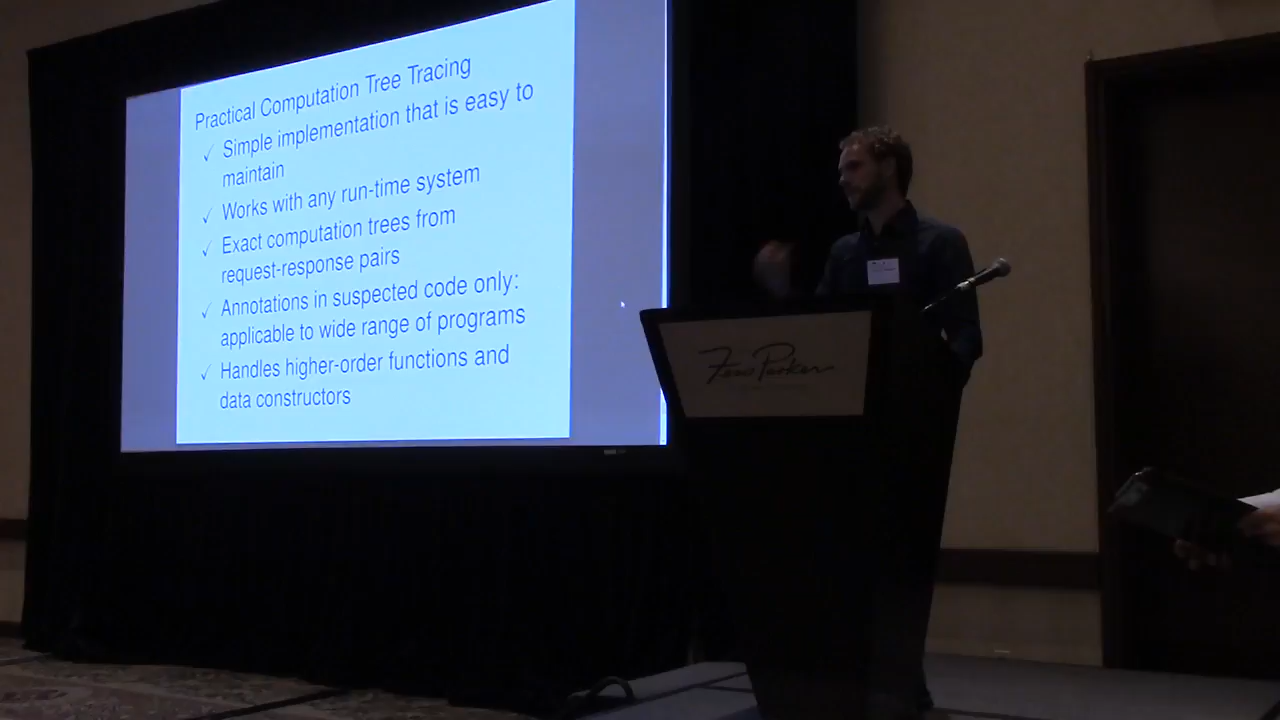 Practical Computation Tree Tracing
✓ Simple implementation that is easy to
maintain
✓ Works with any run-time system
✓ Exact computation trees from
request-response pairs
✓ Annotations in suspected code only:
applicable to wide range of programs
✓ Handles higher-order functions and
data constructors
Fess Parker